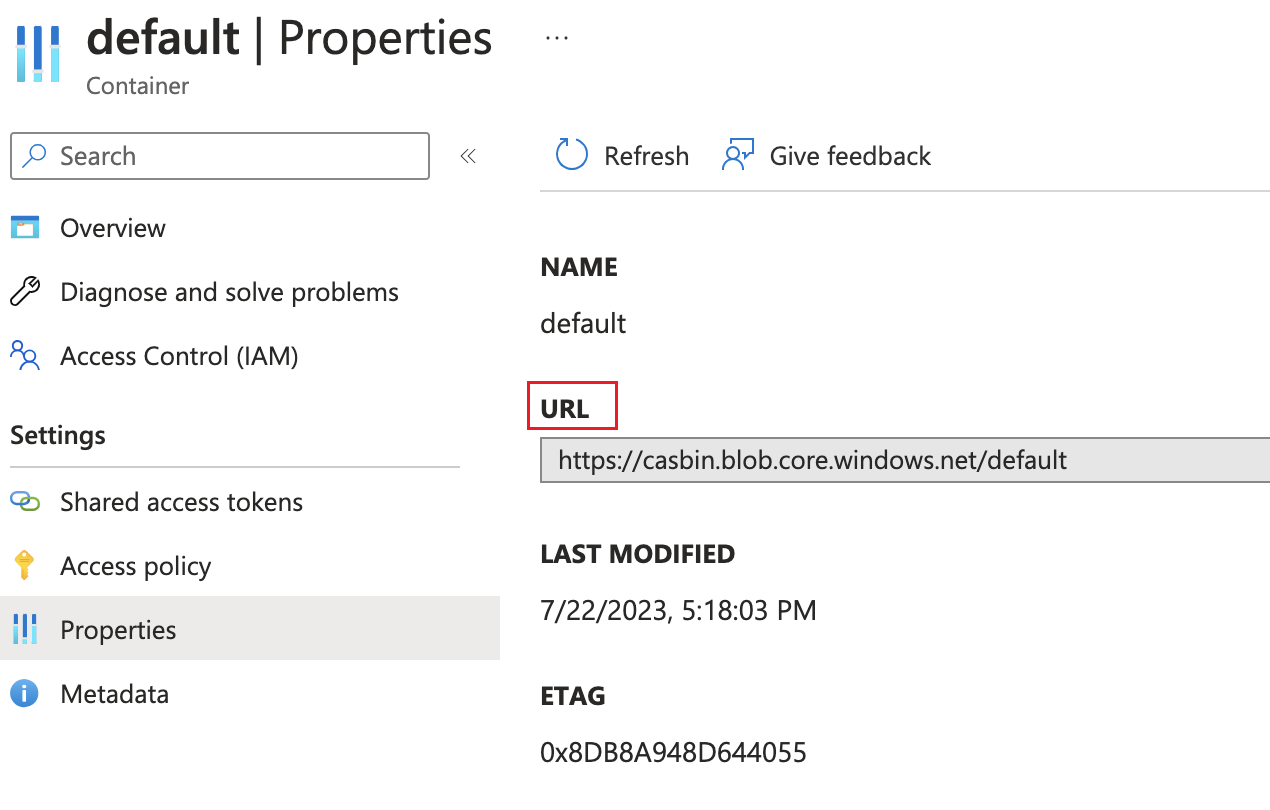 default | Properties
...
Container
Search
«
Overview
Diagnose and solve problems
Access Control (IAM)
Settings
Shared access tokens
Access policy
Properties
Metadata
Refresh
Give feedback
NAME
default
URL
https://casbin.blob.core.windows.net/default
LAST MODIFIED
7/22/2023, 5:18:03 PM
ETAG
0x8DB8A948D644055